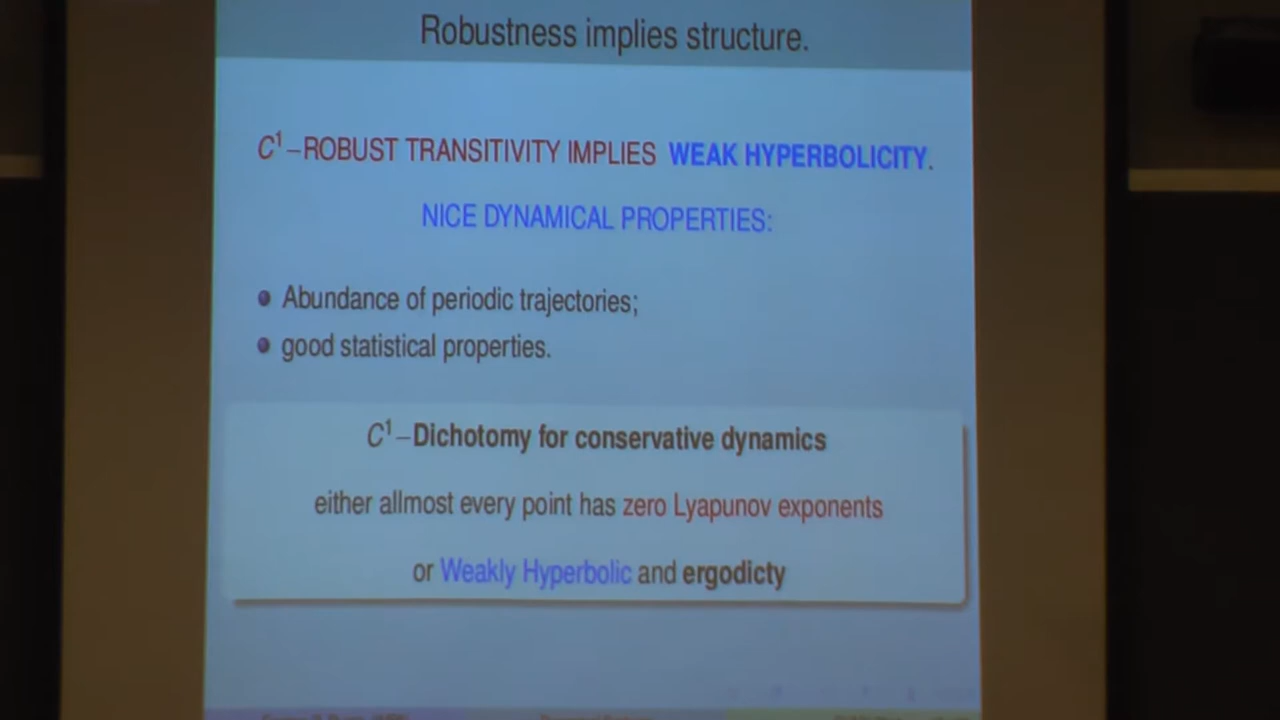 Robustness implies structure.
C¹–ROBUST TRANSITIVITY IMPLIES WEAK HYPERBOLICITY.
NICE DYNAMICAL PROPERTIES:
Abundance of periodic trajectories;
good statistical properties.
C¹–Dichotomy for conservative dynamics
either allmost every point has zero Lyapunov exponents
or Weakly Hyperbolic and ergodicty